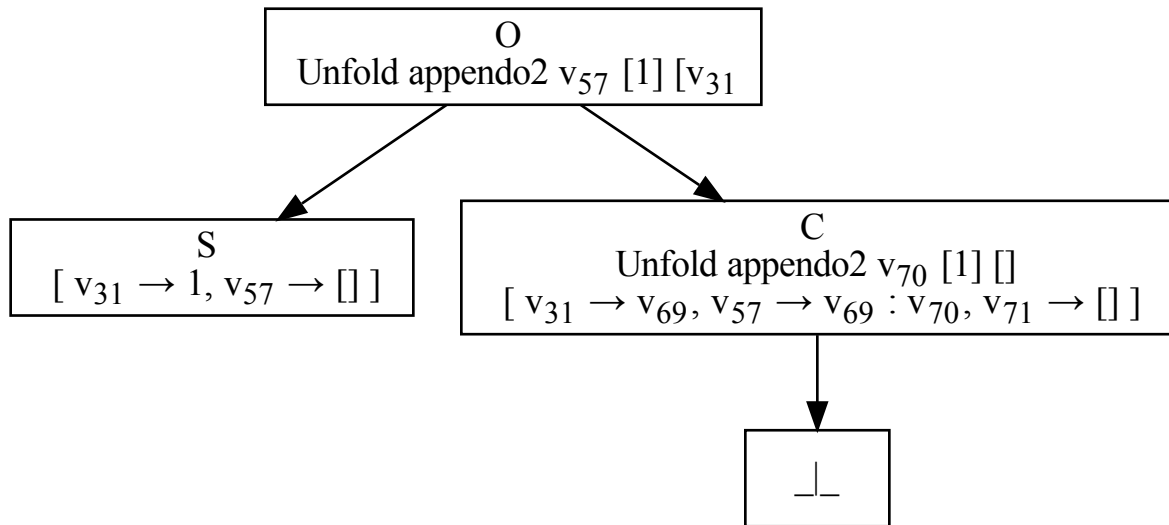 O
Unfold appendo2 v57 [1] [v31
S
[ v31 → 1, v57 → [] ]
C
Unfold appendo2 v70 [1] []
[ v31 → v69, v57 → v69 : v70, v71 → [] ]
_|_